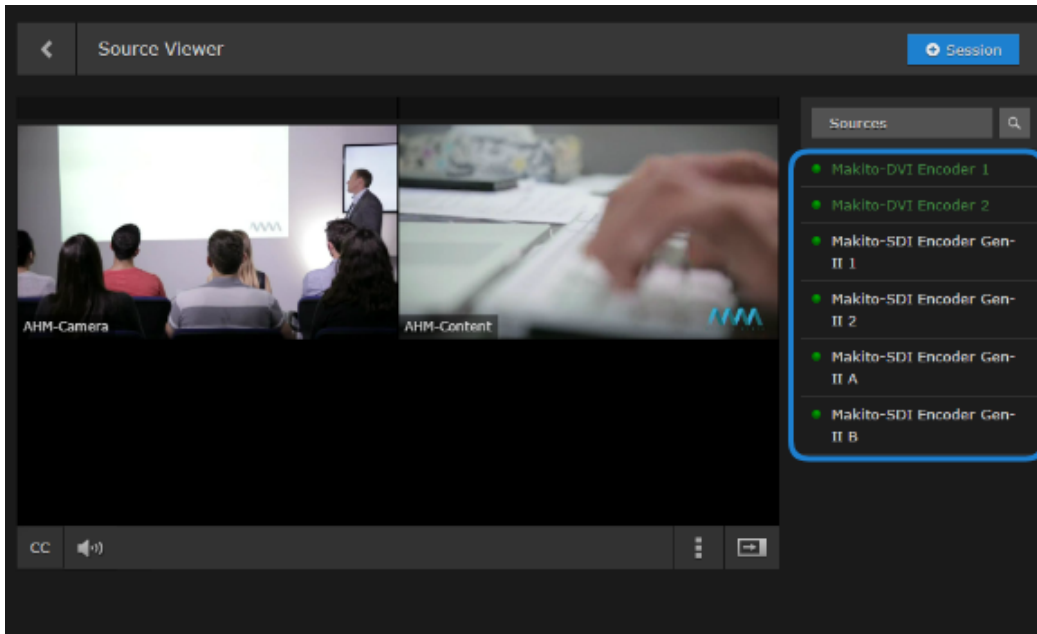 Source Viewer
Session
Sources
Makito-DVI Encoder 1
Makito-DVI Encoder 2
Makito-SDI Encoder Gen-
II 1
Makito-SDI Encoder Gen-
II 2
Makito-SDI Encoder Gen-
II A
Makito-SDI Encoder Gen-
II B
AHM-Camera
AHM-Content
CC